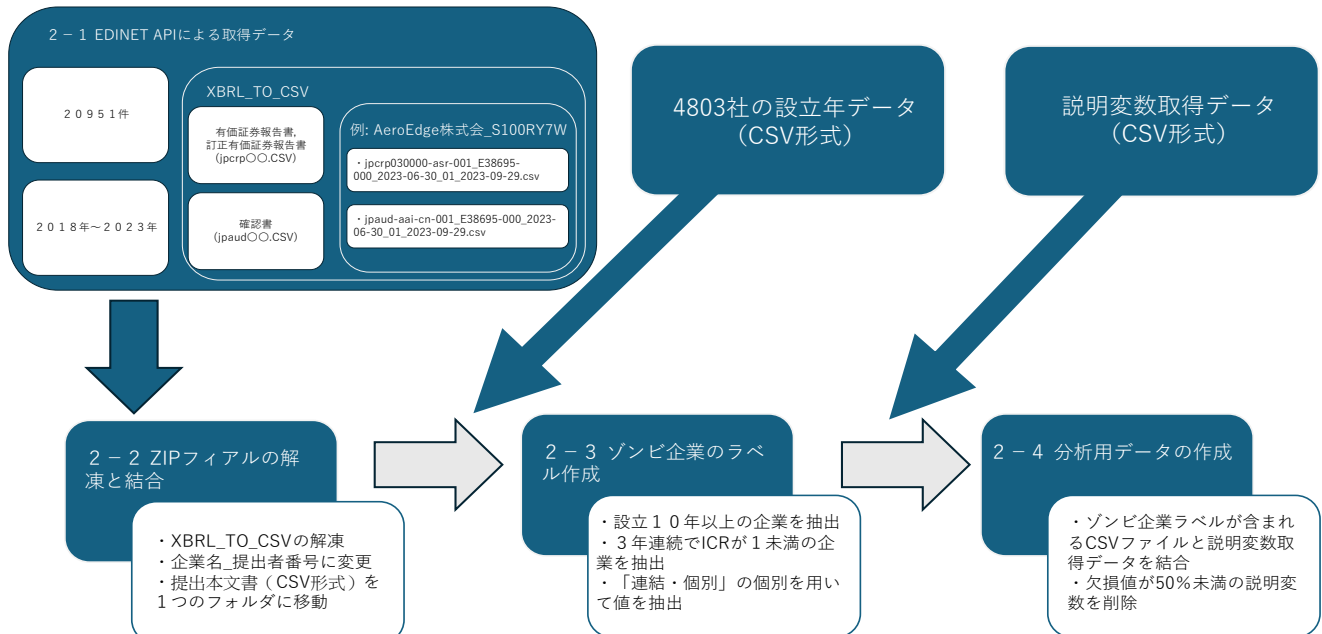 ２－１ EDINET APIによる取得データ
２０９５１件
２０１８年～２０２３年
XBRL_TO_CSV
有価証券報告書,
訂正有価証券報告書
(jpcrp〇〇.CSV)
確認書
(jpaud〇〇.CSV)
例: AeroEdge株式会_S100RY7W
・jpcrp030000-asr-001_E38695-
000_2023-06-30_01_2023-09-29.csv
・jpaud-aai-cn-001_E38695-000_2023-
06-30_01_2023-09-29.csv
4803社の設立年データ
（CSV形式）
説明変数取得データ
（CSV形式）
２－２ ZIPフィアルの解
凍と結合
・XBRL_TO_CSVの解凍
・企業名_提出者番号に変更
・提出本文書（CSV形式）を
１つのフォルダに移動
２－３ ゾンビ企業のラベ
ル作成
・設立１０年以上の企業を抽出
・３年連続でICRが１未満の企
業を抽出
・「連結・個別」の個別を用い
て値を抽出
２－４ 分析用データの作成
・ゾンビ企業ラベルが含まれ
るCSVファイルと説明変数取
得データを結合
・欠損値が50%未満の説明変
数を削除